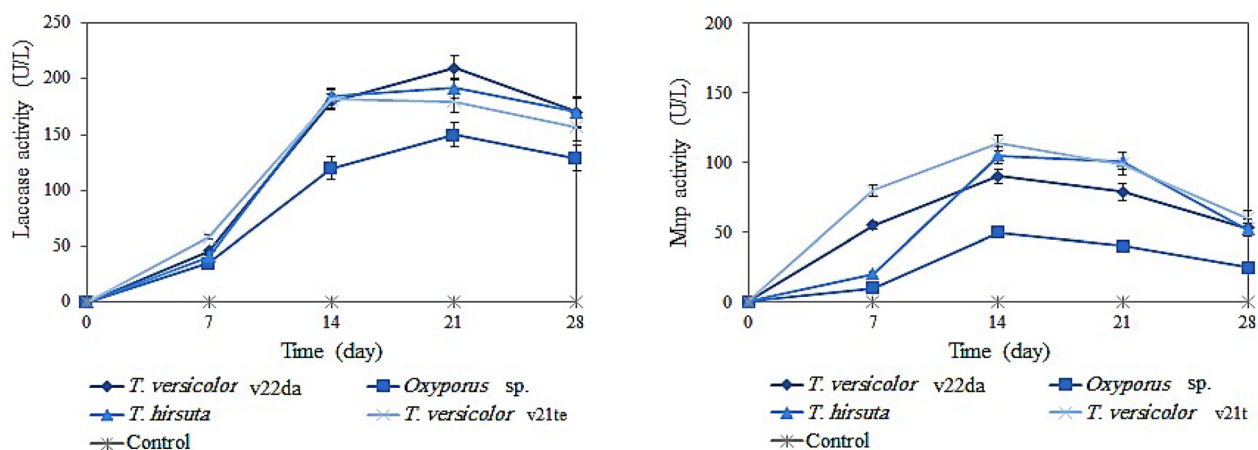 Laccase activity (U/L)
250
200
150
100
50
0
0 7 14 21 28
Time (day)
T. versicolor v22da Oxyporus sp.
T. hirsuta T. versicolor v21te
Control
Mnp activity (U/L)
200
150
100
50
0
0 7 14 21 28
Time (day)
T. versicolor v22da Oxyporus sp.
T. hirsuta T. versicolor v21t
Control